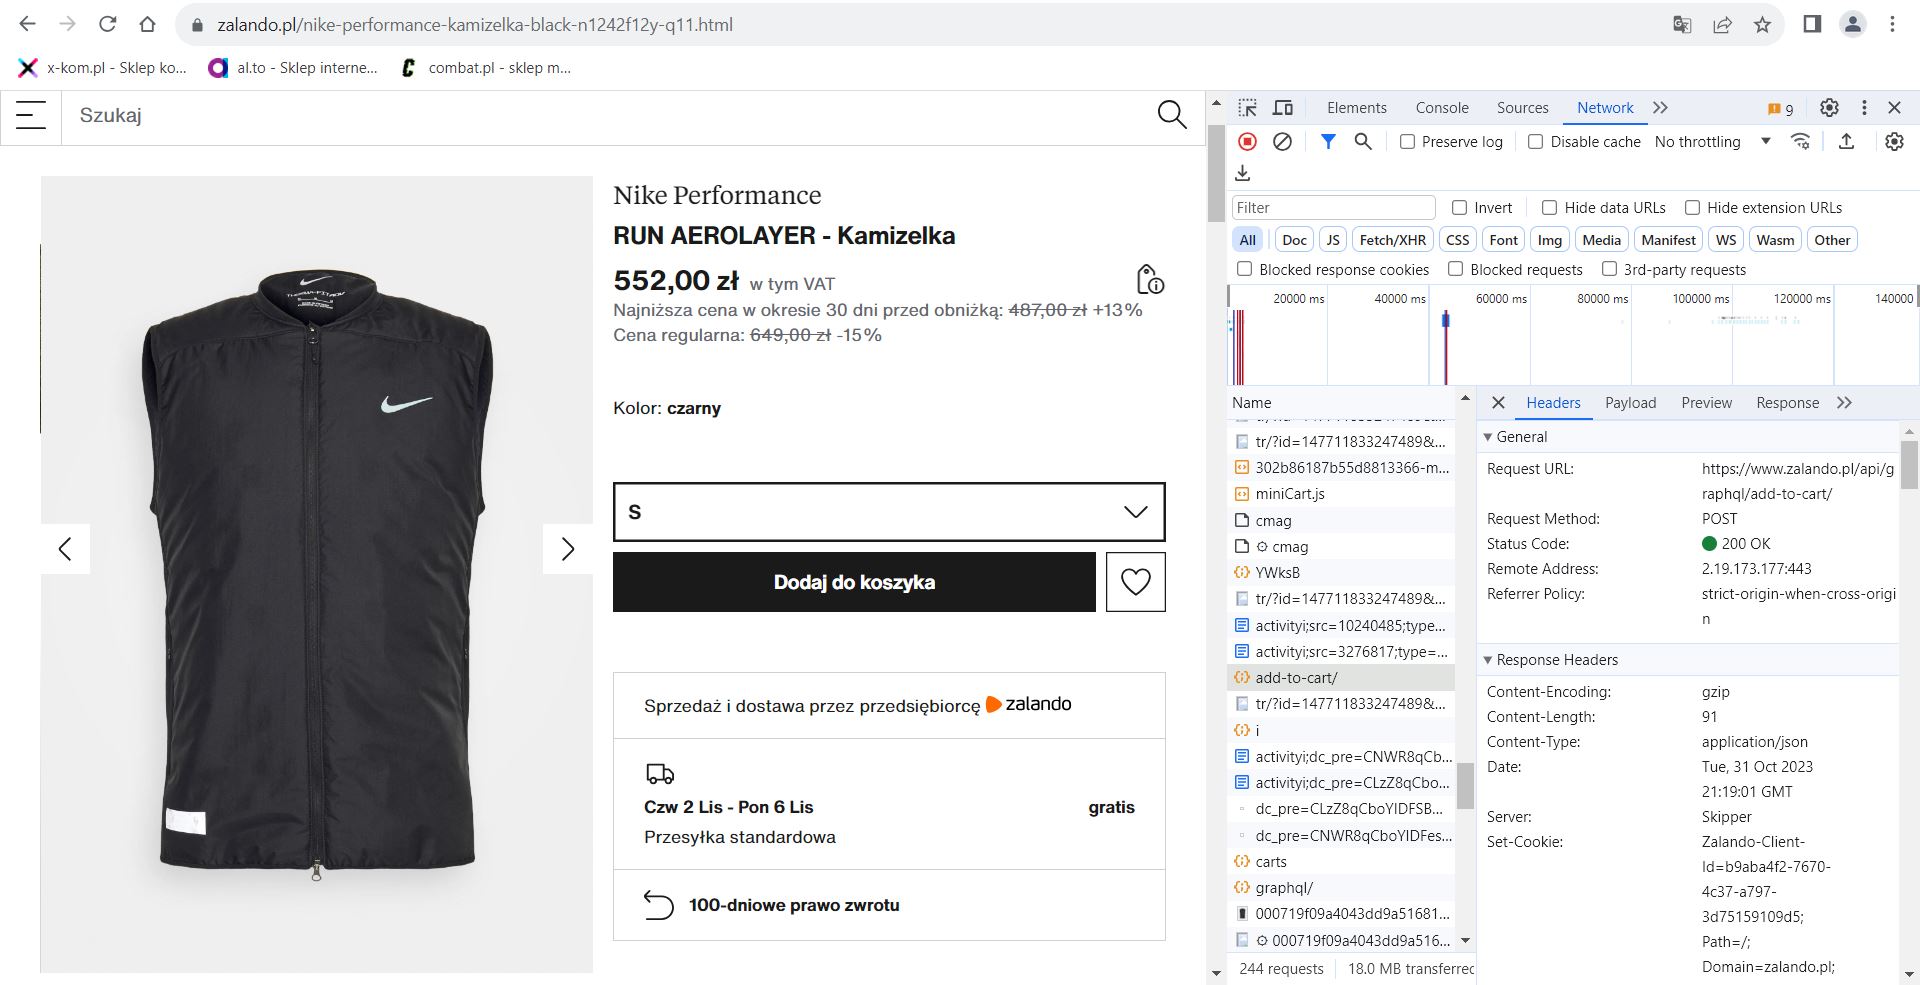 zalando.pl/nike-performance-kamizelka-black-n1242f12y-q11.html
x-kom.pl - Sklep ko...
al.to - Sklep interne...
combat.pl - sklep m...
Szukaj
Nike Performance
RUN AEROLAYER - Kamizelka
552,00 zł w tym VAT
Najniższa cena w okresie 30 dni przed obniżką: 487,00 zł +13%
Cena regularna: 649,00 zł -15%
Kolor: czarny
S
Dodaj do koszyka
Sprzedaż i dostawa przez przedsiębiorcę zalando
Czw 2 Lis - Pon 6 Lis
gratis
Przesyłka standardowa
100-dniowe prawo zwrotu
Elements Console Sources Network
9
Preserve log
Disable cache
No throttling
Filter
Invert
Hide data URLs
Hide extension URLs
All Doc JS Fetch/XHR CSS Font Img Media Manifest WS Wasm Other
Blocked response cookies
Blocked requests
3rd-party requests
20000 ms 40000 ms 60000 ms 80000 ms 100000 ms 120000 ms 140000
Name
tr/?id=147711833247489&...
302b86187b55d8813366-m...
miniCart.js
cmag
cmag
YWksB
tr/?id=147711833247489&...
activityi;src=10240485;type...
activityi;src=3276817;type=...
add-to-cart/
tr/?id=147711833247489&...
i
activityi;dc_pre=CNWR8qCb...
activityi;dc_pre=CLzZ8qCbo...
dc_pre=CLzZ8qCboYIDFSB...
dc_pre=CNWR8qCboYIDFes...
carts
graphql/
000719f09a4043dd9a51681...
000719f09a4043dd9a516...
244 requests
18.0 MB transferrec
Headers Payload Preview Response
General
Request URL: https://www.zalando.pl/api/g
raphql/add-to-cart/
Request Method: POST
Status Code: 200 OK
Remote Address: 2.19.173.177:443
Referrer Policy: strict-origin-when-cross-origi
n
Response Headers
Content-Encoding: gzip
Content-Length: 91
Content-Type: application/json
Date: Tue, 31 Oct 2023
21:19:01 GMT
Server: Skipper
Set-Cookie: Zalando-Client-
Id=b9aba4f2-7670-
4c37-a797-
3d75159109d5;
Path=/;
Domain=zalando.pl;